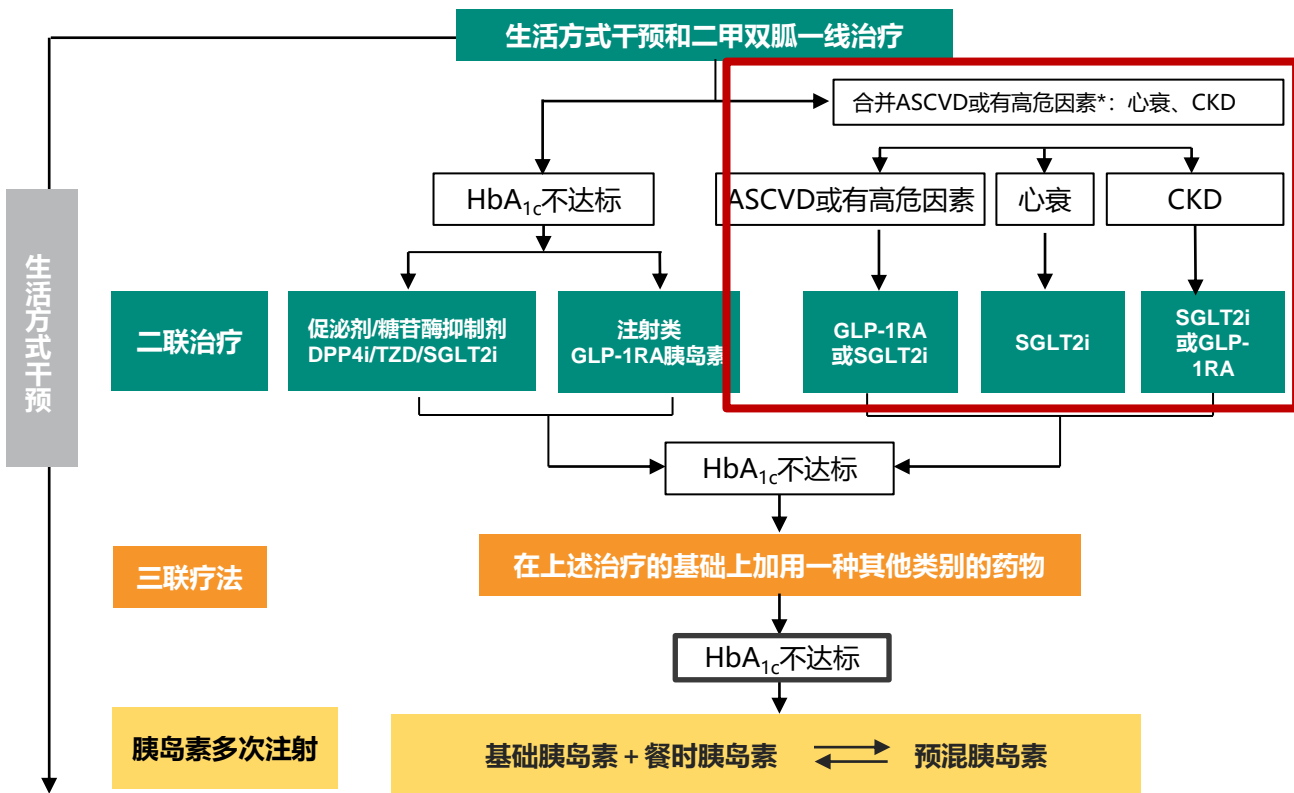 生活方式干预和二甲双胍一线治疗
合并ASCVD或有高危因素*：心衰、CKD
HbA1c不达标
ASCVD或有高危因素
心衰
CKD
生活方式干预
二联治疗
促泌剂/糖苷酶抑制剂
DPP4i/TZD/SGLT2i
注射类
GLP-1RA胰岛素
GLP-1RA
或SGLT2i
SGLT2i
SGLT2i
或GLP-
1RA
HbA1c不达标
三联疗法
在上述治疗的基础上加用一种其他类别的药物
HbA1c不达标
胰岛素多次注射
基础胰岛素 + 餐时胰岛素
预混胰岛素